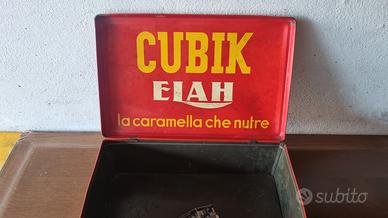 CUBIK
ELAH
la caramella che nutre
subito